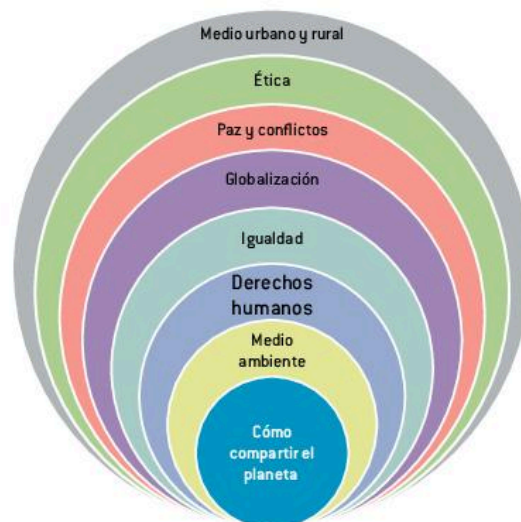 Medio urbano y rural
Ética
Paz y conflictos
Globalización
Igualdad
Derechos
humanos
Medio
ambiente
Cómo
compartir el
planeta